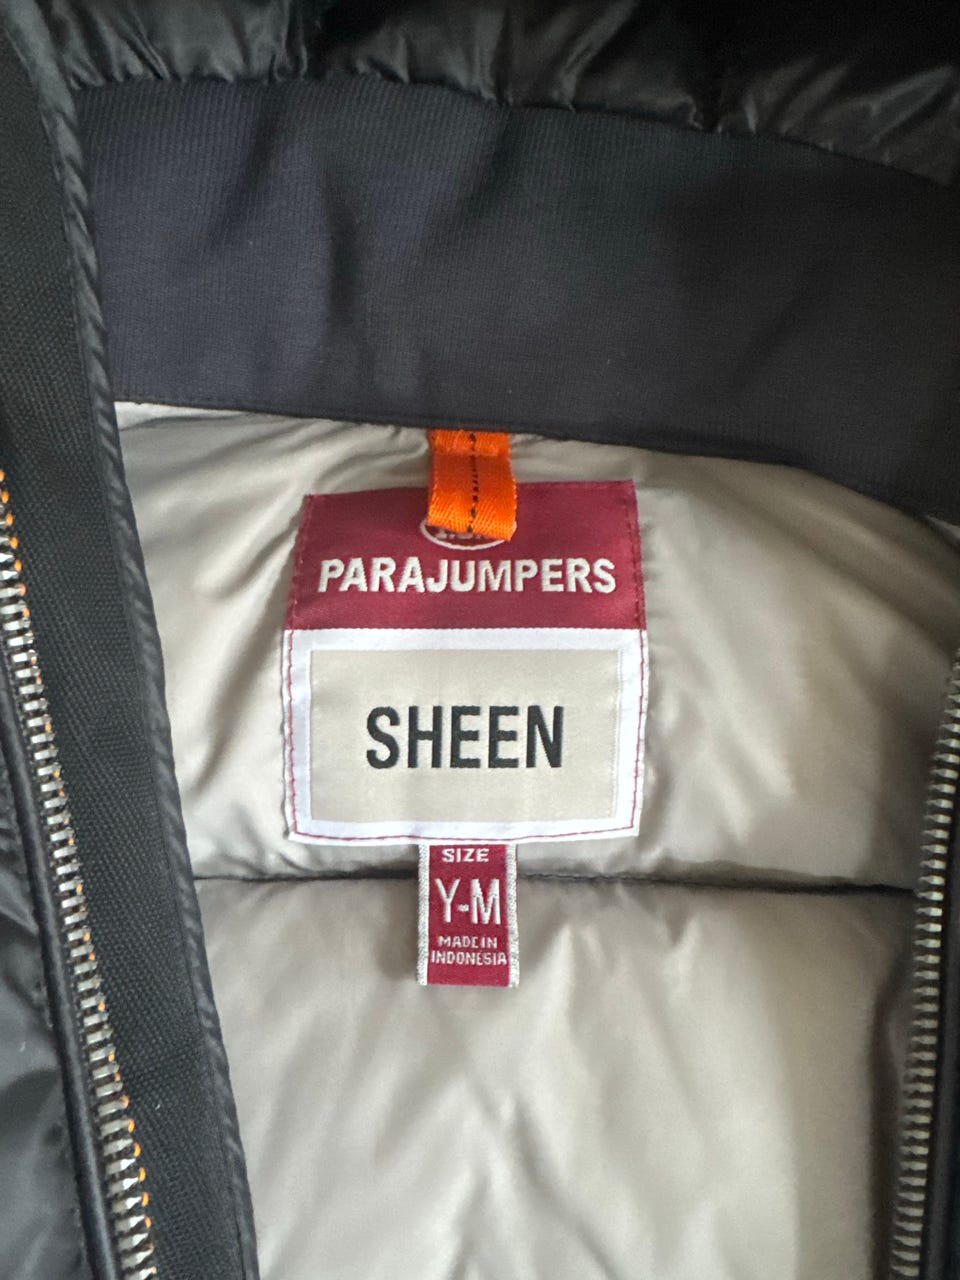 PARAJUMPERS
SHEEN
SIZE
Y-M
MADE IN
INDONESIA